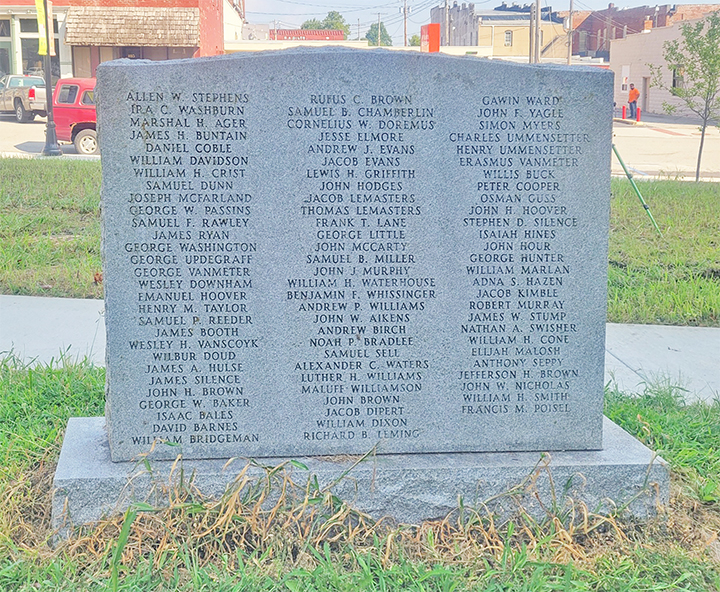 ALLEN W. STEPHENS
IRA C. WASHBURN
MARSHAL H. AGER
JAMES H. BUNTAIN
DANIEL COBLE
WILLIAM DAVIDSON
WILLIAM H. CRIST
SAMUEL DUNN
JOSEPH MCFARLAND
GEORGE W. PASSINS
SAMUEL F. RAWLEY
JAMES RYAN
GEORGE WASHINGTON
GEORGE UPDEGRAFF
GEORGE VANMETER
WESLEY DOWNHAM
EMANUEL HOOVER
HENRY M. TAYLOR
SAMUEL P. REEDER
JAMES BOOTH
WESLEY H. VANSCOYK
WILBUR DOUD
JAMES A. HULSE
JAMES SILENCE
JOHN H. BROWN
GEORGE W. BAKER
ISAAC BALES
DAVID BARNES
WILLIAM BRIDGEMAN
RUFUS C. BROWN
SAMUEL B. CHAMBERLIN
CORNELIUS W. DOREMUS
JESSE ELMORE
ANDREW J. EVANS
JACOB EVANS
LEWIS H. GRIFFITH
JOHN HODGES
JACOB LEMASTERS
THOMAS LEMASTERS
FRANK T. LANE
GEORGE LITTLE
JOHN MCCARTY
SAMUEL B. MILLER
JOHN J. MURPHY
WILLIAM H. WATERHOUSE
BENJAMIN F. WHISSINGER
ANDREW P. WILLIAMS
JOHN W. AIKENS
ANDREW BIRCH
NOAH P. BRADLEE
SAMUEL SELL
ALEXANDER C. WATERS
LUTHER H. WILLIAMS
MALUFF WILLIAMSON
JOHN BROWN
JACOB DIPERT
WILLIAM DIXON
RICHARD B. LEMING
GAWIN WARD
JOHN F. YAGLE
SIMON MYERS
CHARLES UMMENSETTER
HENRY UMMENSETTER
ERASMUS VANMETER
WILLIS BUCK
PETER COOPER
OSMAN GUSS
JOHN H. HOOVER
STEPHEN D. SILENCE
ISAIAH HINES
JOHN HOUR
GEORGE HUNTER
WILLIAM MARLAN
ADNA S. HAZEN
JACOB KIMBLE
ROBERT MURRAY
JAMES W. STUMP
NATHAN A. SWISHER
WILLIAM H. CONE
ELIJAH MALOSH
ANTHONY SEPPY
JEFFERSON H. BROWN
JOHN W. NICHOLAS
WILLIAM H. SMITH
FRANCIS M. POISEL